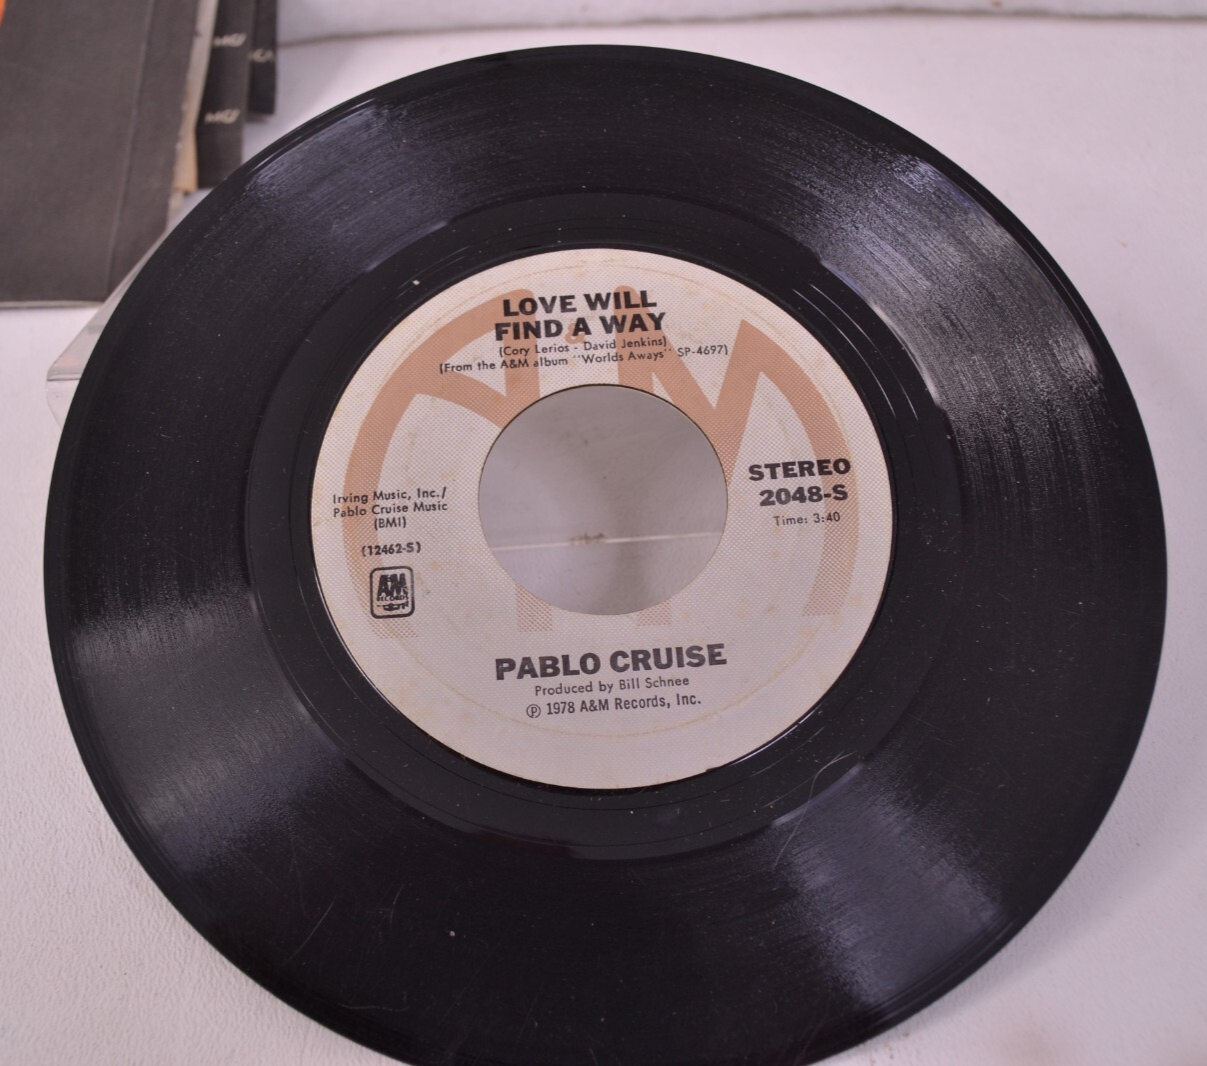 LOVE WILL
FIND A WAY
(Cory Lerios - David Jenkins)
(From the A&M album "Worlds Aways" SP-4697)
STEREO
2048-S
Time: 3:40
Irving Music, Inc./
Pablo Cruise Music
(BMI)
(12462-S)
A&M
RECORDS
PABLO CRUISE
Produced by Bill Schnee
Ⓟ 1978 A&M Records, Inc.